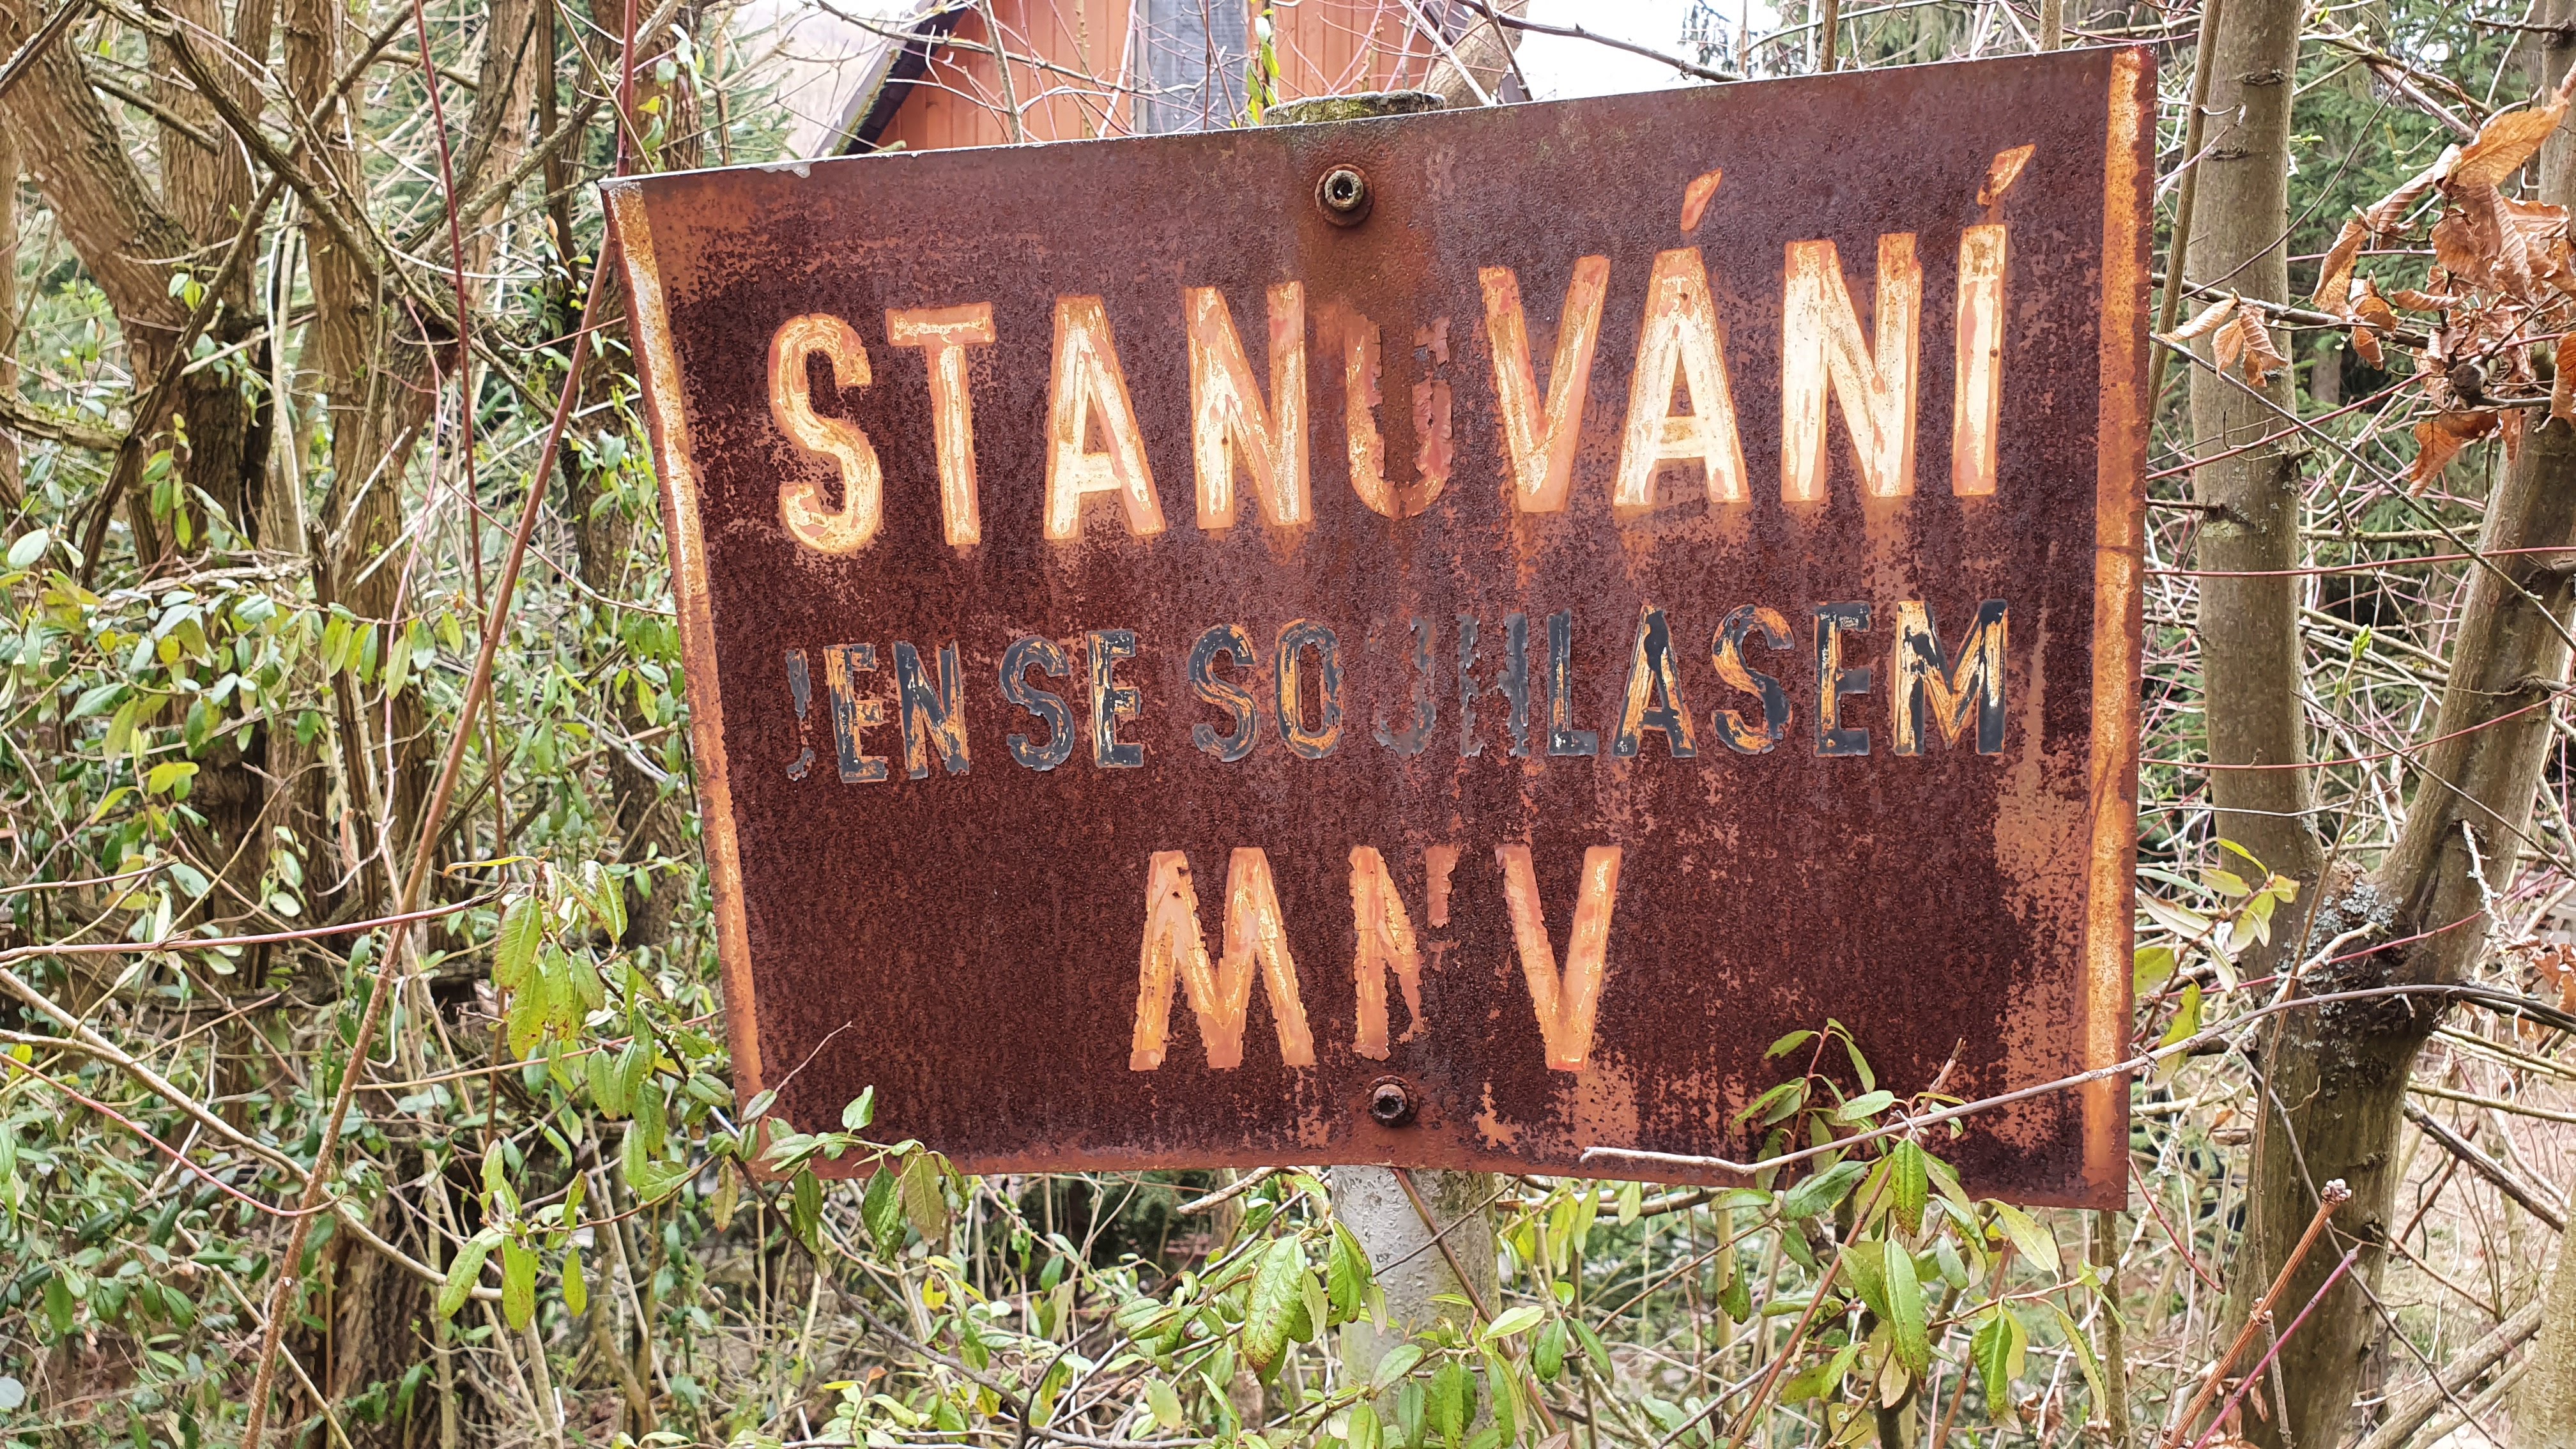 STANOVÁNÍ
JEN SE SOUHLASEM
MNV